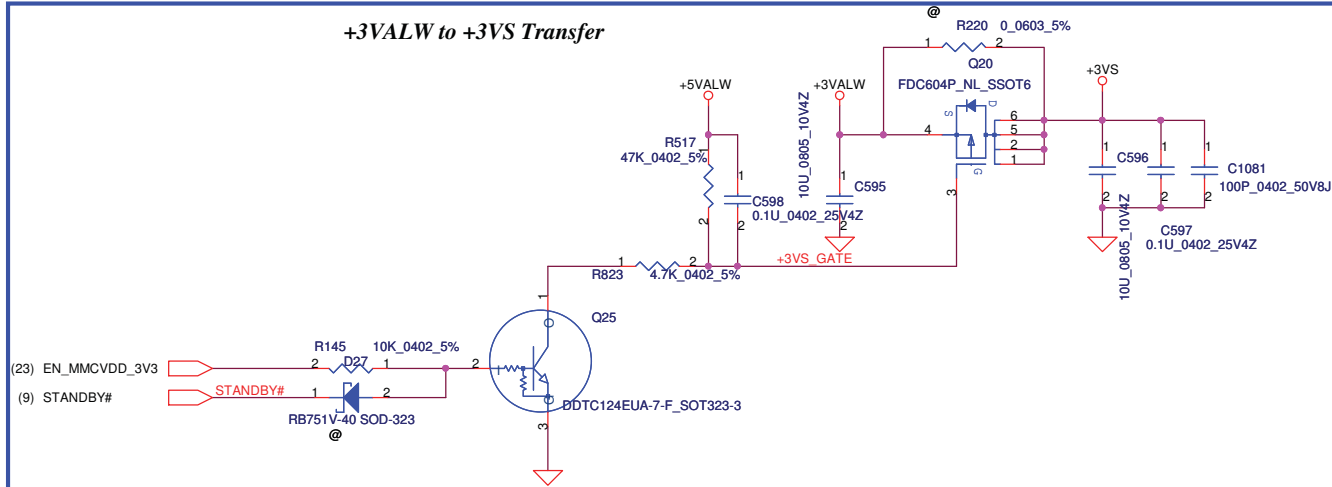 +3VALW to +3VS Transfer
@
R220 0_0603_5%
1
2
Q20
FDC604P_NL_SSOT6
+5VALW
+3VALW
+3VS
S
D
G
4
6
5
2
1
3
R517
47K_0402_5%
1
2
1
C598
0.1U_0402_25V4Z
2
10U_0805_10V4Z
1
C595
2
1
C596
2
10U_0805_10V4Z
1
2
C597
0.1U_0402_25V4Z
1
C1081
100P_0402_50V8J
2
+3VS_GATE
1
2
R823
4.7K_0402_5%
1
Q25
2
3
DDTC124EUA-7-F_SOT323-3
R145
10K_0402_5%
2
1
(23) EN_MMCVDD_3V3
D27
(9) STANDBY#
STANDBY#
1
2
RB751V-40 SOD-323
@